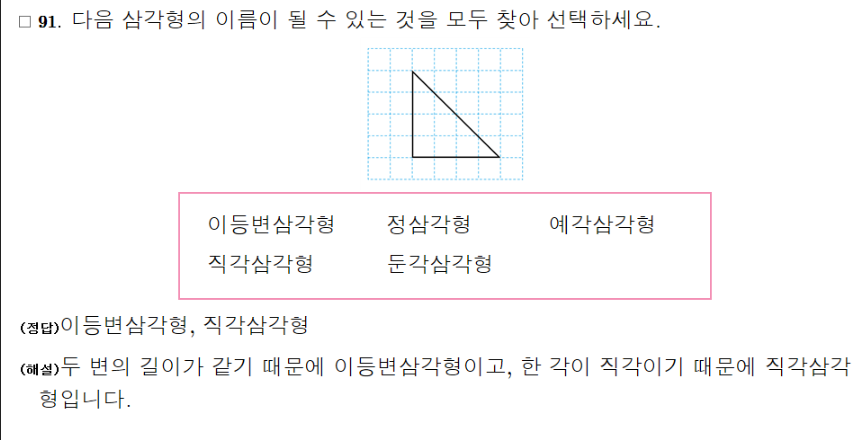 □ 91. 다음 삼각형의 이름이 될 수 있는 것을 모두 찾아 선택하세요.
이등변삼각형 정삼각형 예각삼각형
직각삼각형 둔각삼각형
(정답)이등변삼각형, 직각삼각형
(해설)두 변의 길이가 같기 때문에 이등변삼각형이고, 한 각이 직각이기 때문에 직각삼각
형입니다.